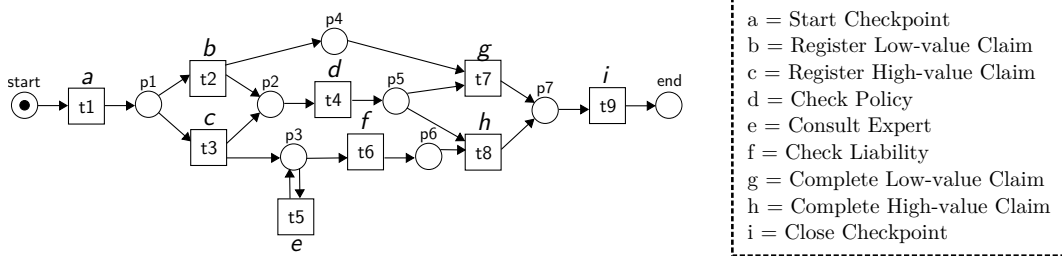 start
a
t1
p1
b
t2
c
t3
p4
p2
d
t4
p5
p3
f
t6
p6
t5
e
g
t7
h
t8
p7
i
t9
end
a = Start Checkpoint
b = Register Low-value Claim
c = Register High-value Claim
d = Check Policy
e = Consult Expert
f = Check Liability
g = Complete Low-value Claim
h = Complete High-value Claim
i = Close Checkpoint